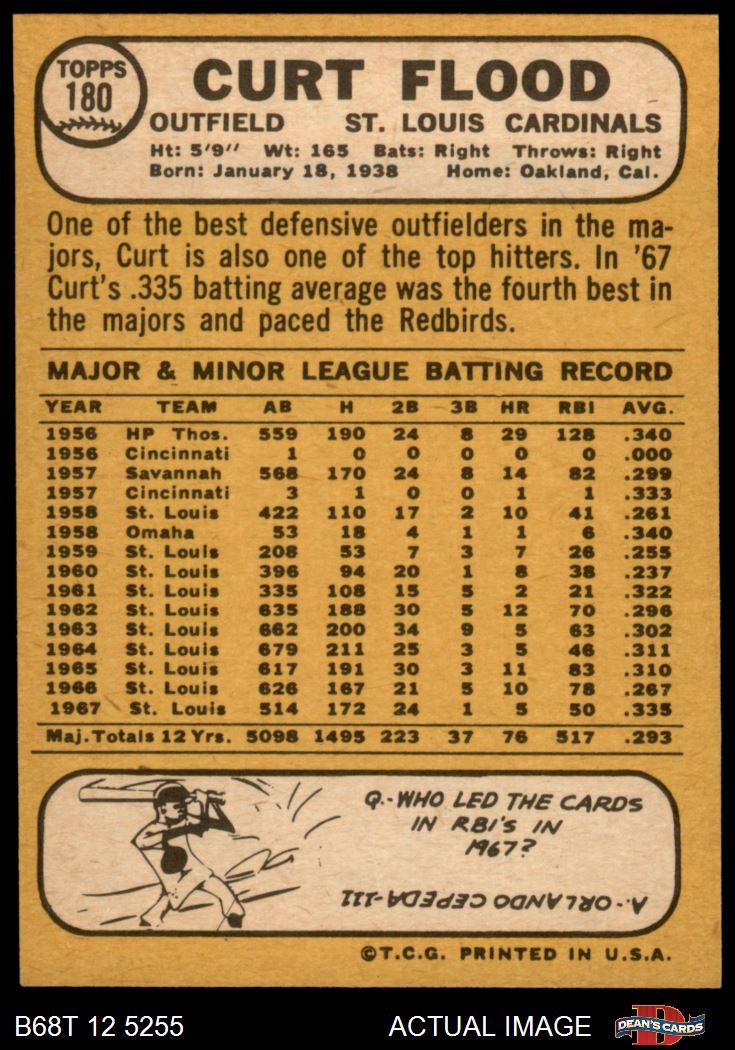 TOPPS
180
CURT FLOOD
OUTFIELD ST. LOUIS CARDINALS
Ht: 5'9" Wt: 165 Bats: Right Throws: Right
Born: January 18, 1938 Home: Oakland, Cal.
One of the best defensive outfielders in the ma-
jors, Curt is also one of the top hitters. In '67
Curt's .335 batting average was the fourth best in
the majors and paced the Redbirds.
MAJOR & MINOR LEAGUE BATTING RECORD
YEAR TEAM AB H 2B 3B HR RBI AVG.
1956 HP Thos. 559 190 24 8 29 128 .340
1956 Cincinnati 1 0 0 0 0 0 .000
1957 Savannah 568 170 24 8 14 82 .299
1957 Cincinnati 3 1 0 0 1 1 .333
1958 St. Louis 422 110 17 2 10 41 .261
1958 Omaha 53 18 4 1 1 6 .340
1959 St. Louis 208 53 7 3 7 26 .255
1960 St. Louis 396 94 20 1 8 38 .237
1961 St. Louis 335 108 15 5 2 21 .322
1962 St. Louis 635 188 30 5 12 70 .296
1963 St. Louis 662 200 34 9 5 63 .302
1964 St. Louis 679 211 25 3 5 46 .311
1965 St. Louis 617 191 30 3 11 83 .310
1966 St. Louis 626 167 21 5 10 78 .267
1967 St. Louis 514 172 24 1 5 50 .335
Maj. Totals 12 Yrs. 5098 1495 223 37 76 517 .293
Q.-WHO LED THE CARDS
IN RBI'S IN
1967?
A.-ORLANDO CEPEDA-111
©T.C.G. PRINTED IN U.S.A.
B68T 12 5255 ACTUAL IMAGE
D
DEAN'S CARDS